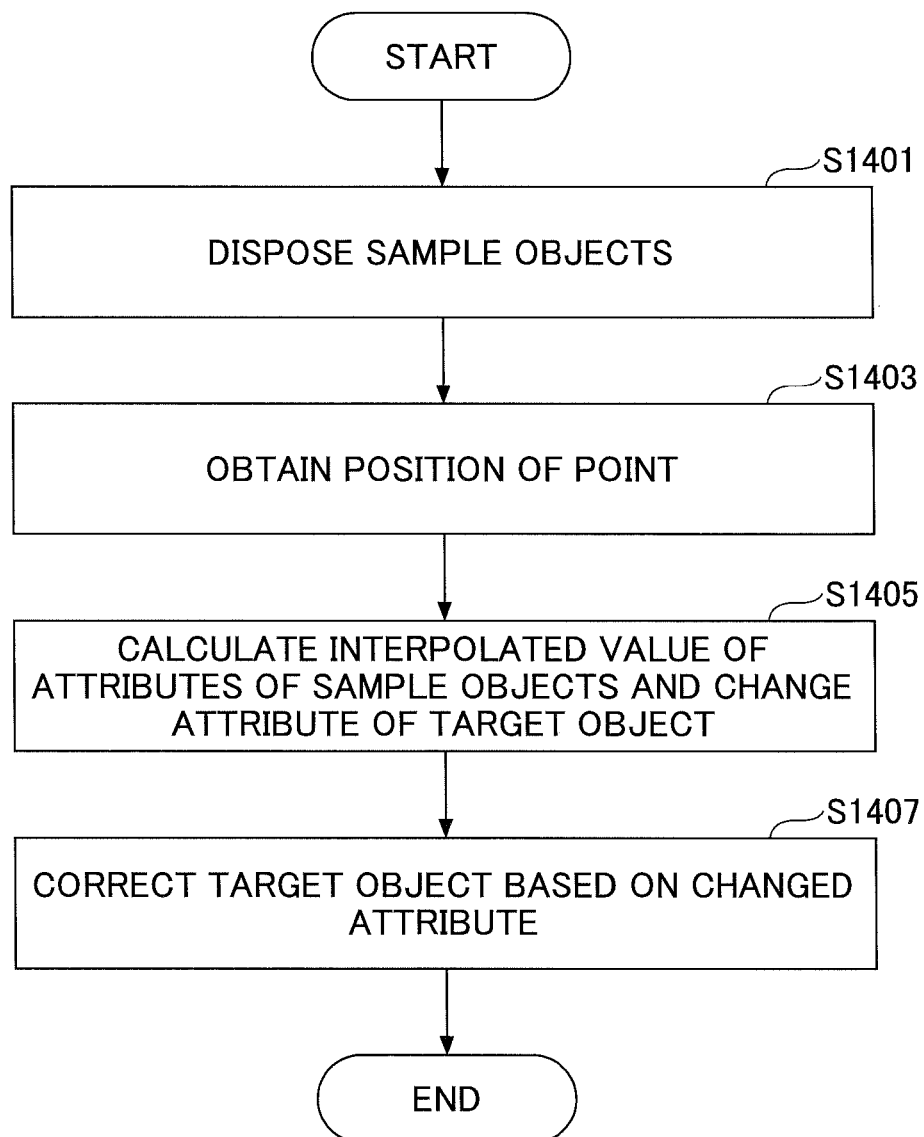 START
S1401
DISPOSE SAMPLE OBJECTS
S1403
OBTAIN POSITION OF POINT
S1405
CALCULATE INTERPOLATED VALUE OF
ATTRIBUTES OF SAMPLE OBJECTS AND CHANGE
ATTRIBUTE OF TARGET OBJECT
S1407
CORRECT TARGET OBJECT BASED ON CHANGED
ATTRIBUTE
END